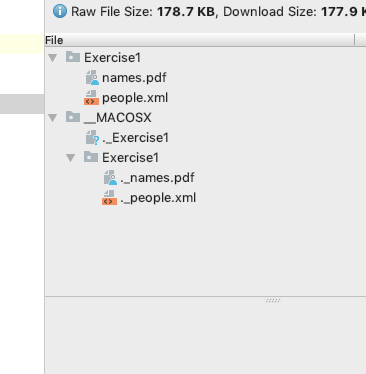 Raw File Size: 178.7 KB, Download Size: 177.9 K
File
Exercise1
names.pdf
people.xml
__MACOSX
._Exercise1
Exercise1
._names.pdf
._people.xml